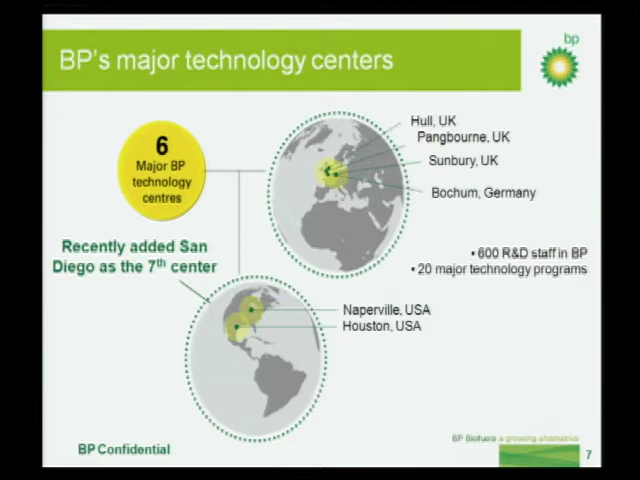 bp
BP's major technology centers
6
Major BP
technology
centres
Hull, UK
Pangbourne, UK
Sunbury, UK
Bochum, Germany
Recently added San
Diego as the 7th center
• 600 R&D staff in BP
• 20 major technology programs
Naperville, USA
Houston, USA
BP Confidential
BP Biofuels a growing alternative
7